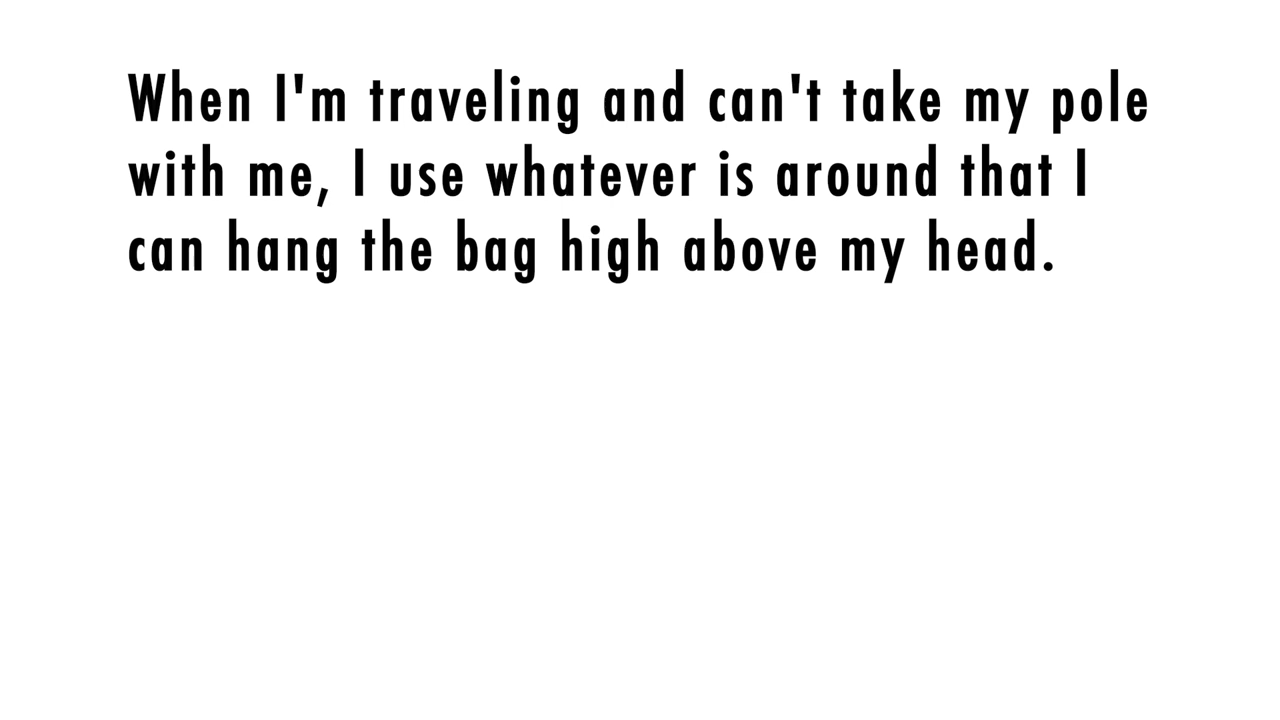 When I'm traveling and can't take my pole
with me, I use whatever is around that I
can hang the bag high above my head.